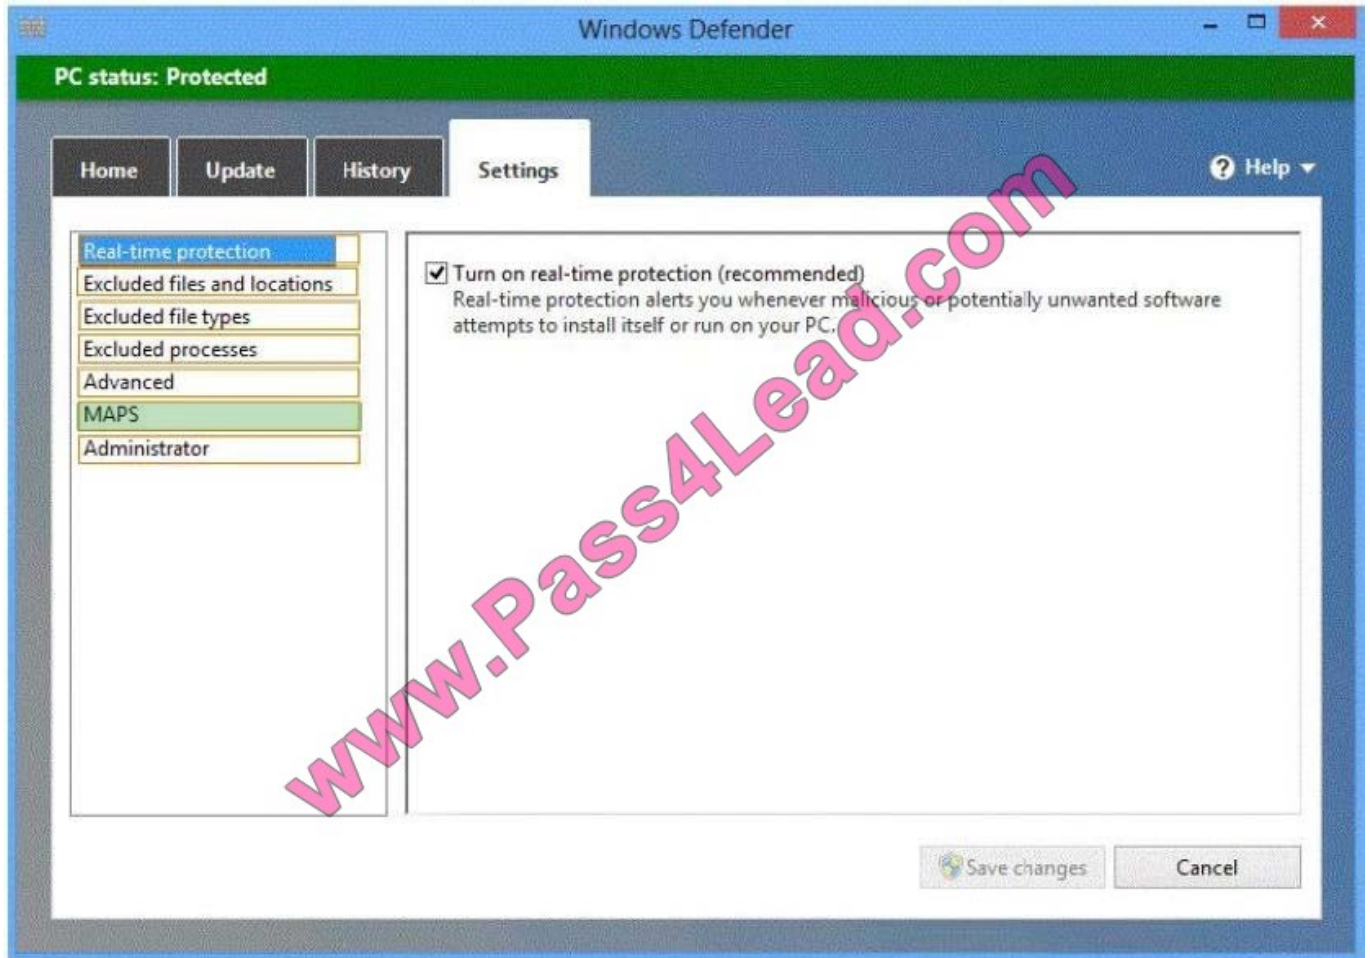 Windows Defender
PC status: Protected
Home
Update
History
Settings
Help
Real-time protection
Excluded files and locations
Excluded file types
Excluded processes
Advanced
MAPS
Administrator
Turn on real-time protection (recommended)
Real-time protection alerts you whenever malicious or potentially unwanted software
attempts to install itself or run on your PC.
www.Pass4Lead.com
Save changes
Cancel